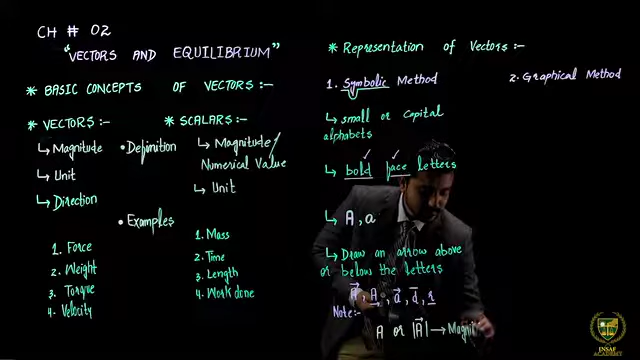 CH # 02
"VECTORS AND EQUILIBRIUM"
* BASIC CONCEPTS OF VECTORS :-
* VECTORS :-
↳ Magnitude
↳ Unit
↳ Direction
• Definition
• Examples
1. Force
2. Weight
3. Torque
4. Velocity
* SCALARS :-
↳ Magnitude /
Numerical Value
↳ Unit
1. Mass
2. Time
3. Length
4. Work done
* Representation of Vectors :-
1. Symbolic Method
↳ small or capital
alphabets
↳ bold face letters
↳ A, a
↳ Draw an arrow above
or below the letters
A⃗, A, a⃗, d̅, r
Note:-
A or |A⃗| → Magnit
2. Graphical Method
INSAF
ACADEMY